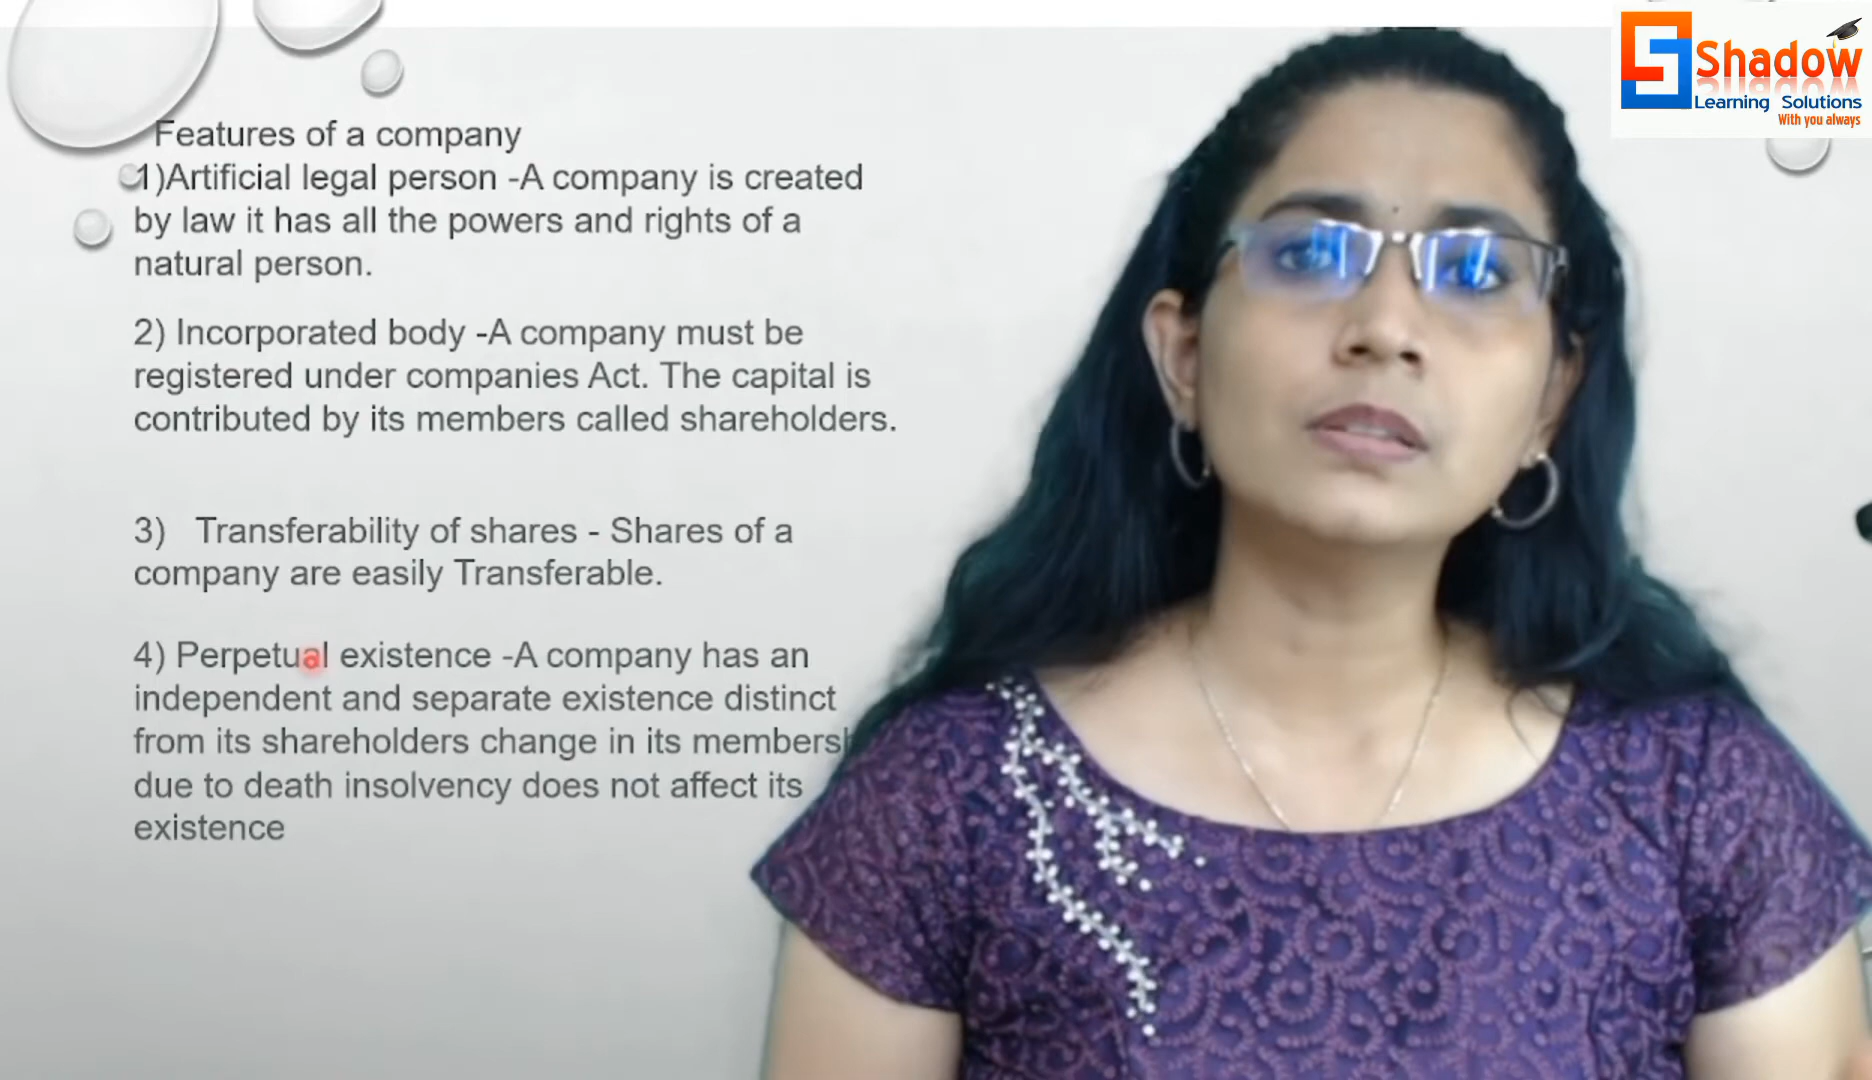 Features of a company
1)Artificial legal person -A company is created
by law it has all the powers and rights of a
natural person.
2) Incorporated body -A company must be
registered under companies Act. The capital is
contributed by its members called shareholders.
3) Transferability of shares - Shares of a
company are easily Transferable.
4) Perpetual existence -A company has an
independent and separate existence distinct
from its shareholders change in its
due to death insolvency does not affect its
existence
Shadow
Learning Solutions
With you always